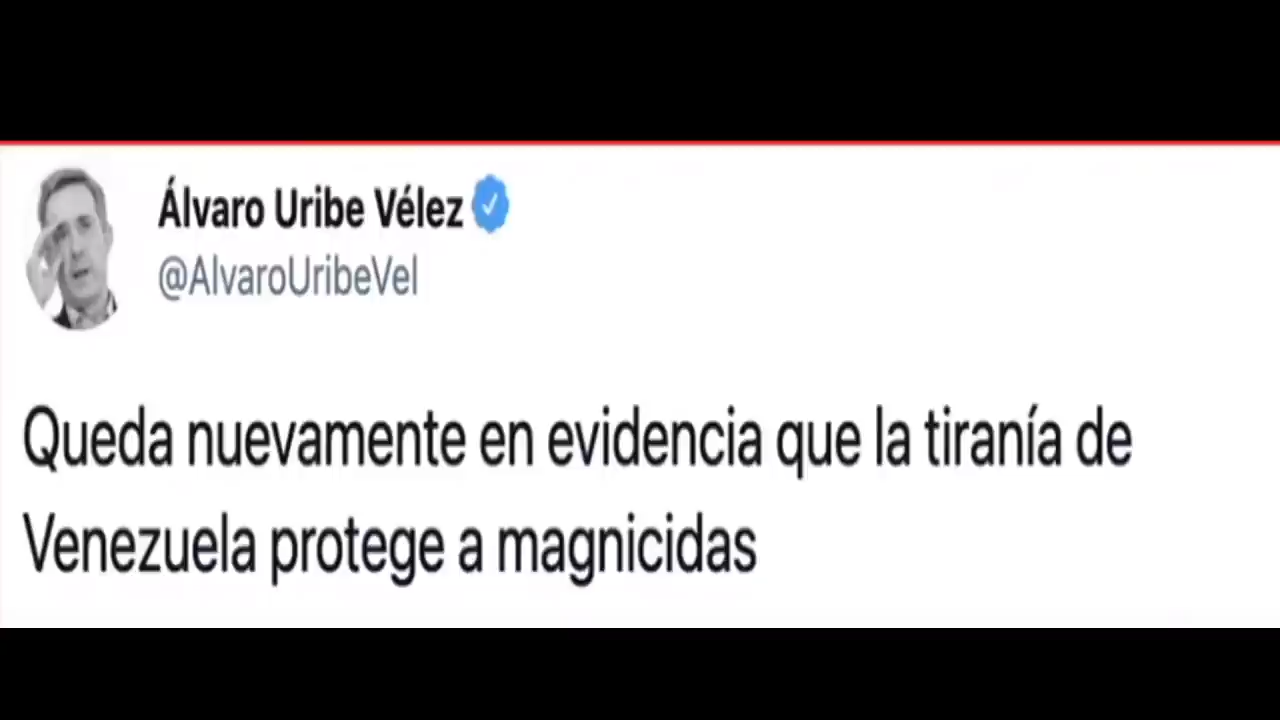 Álvaro Uribe Vélez
@AlvaroUribeVel
Queda nuevamente en evidencia que la tiranía de
Venezuela protege a magnicidas